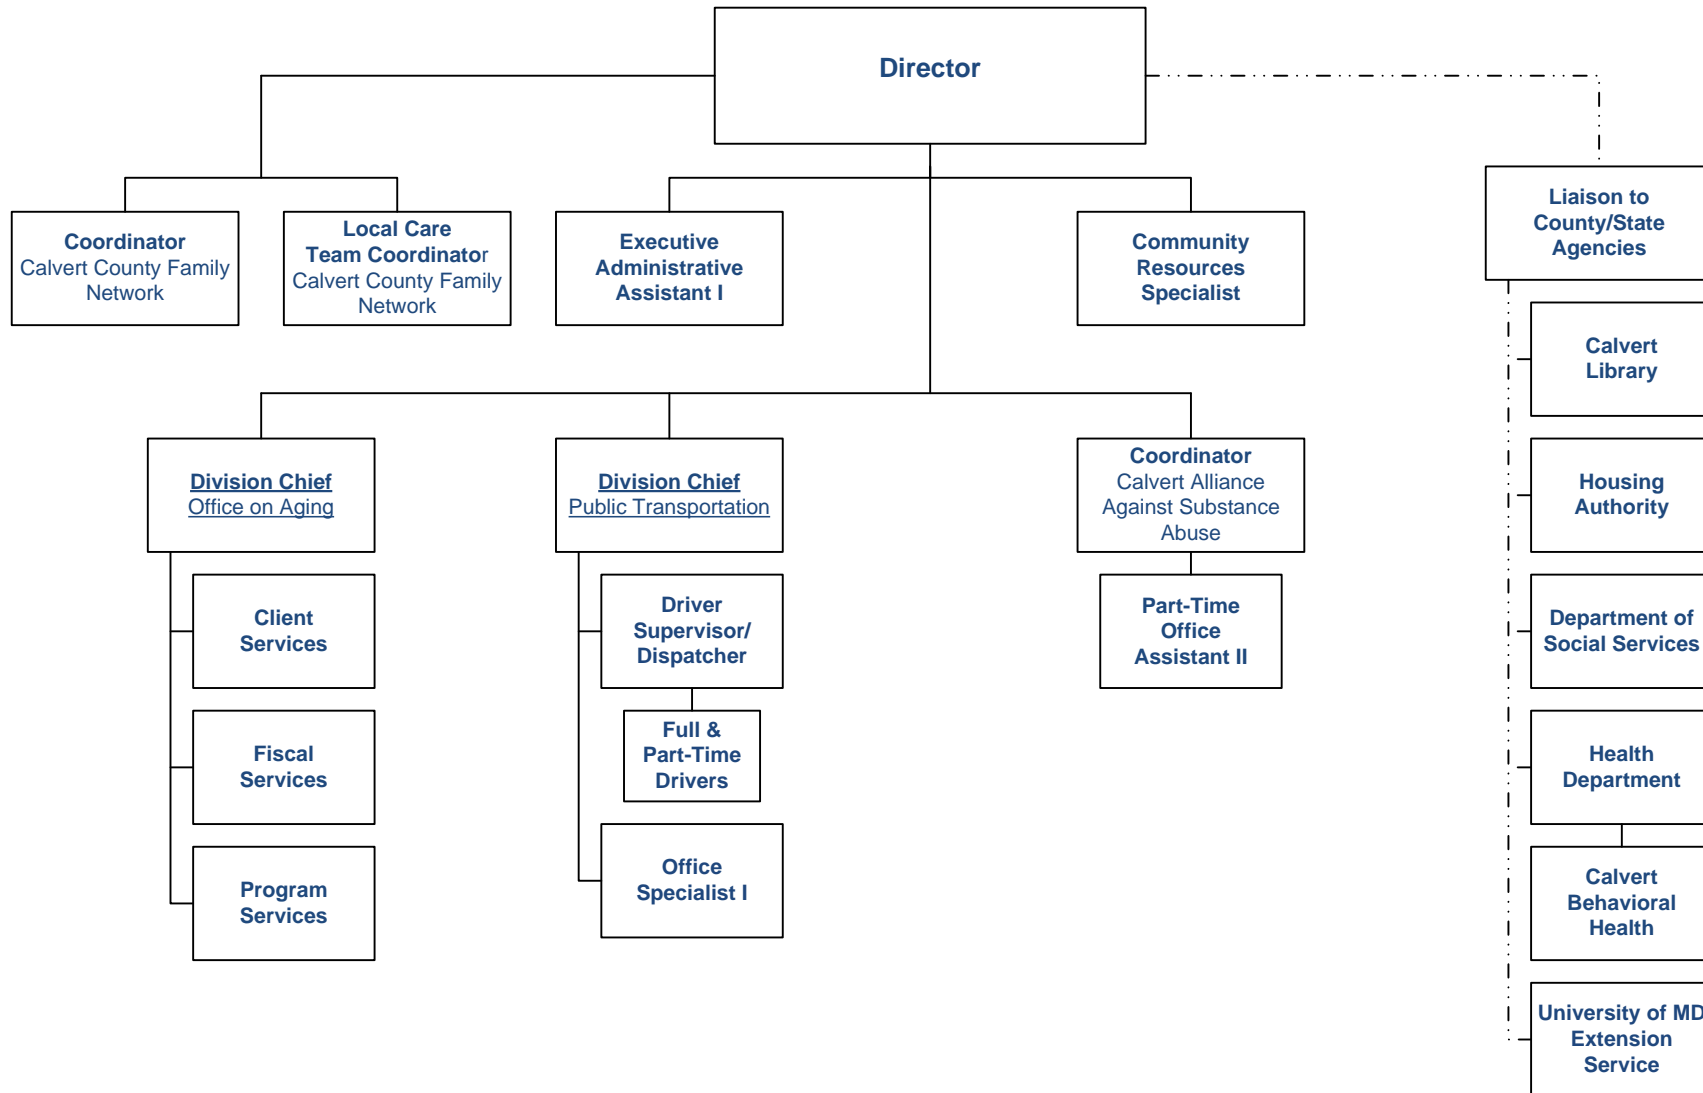 Director
Coordinator
Calvert County Family
Network
Local Care
Team Coordinator
Calvert County Family
Network
Executive
Administrative
Assistant I
Community
Resources
Specialist
Liaison to
County/State
Agencies
Calvert
Library
Housing
Authority
Department of
Social Services
Health
Department
Calvert
Behavioral
Health
University of MD
Extension
Service
Division Chief
Office on Aging
Client
Services
Fiscal
Services
Program
Services
Division Chief
Public Transportation
Driver
Supervisor/
Dispatcher
Full &
Part-Time
Drivers
Office
Specialist I
Coordinator
Calvert Alliance
Against Substance
Abuse
Part-Time
Office
Assistant II